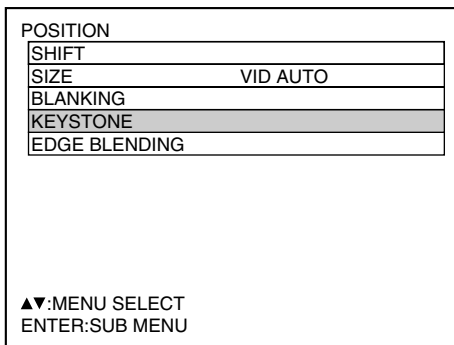 POSITION
SHIFT
SIZE VID AUTO
BLANKING
KEYSTONE
EDGE BLENDING
▲▼:MENU SELECT
ENTER:SUB MENU